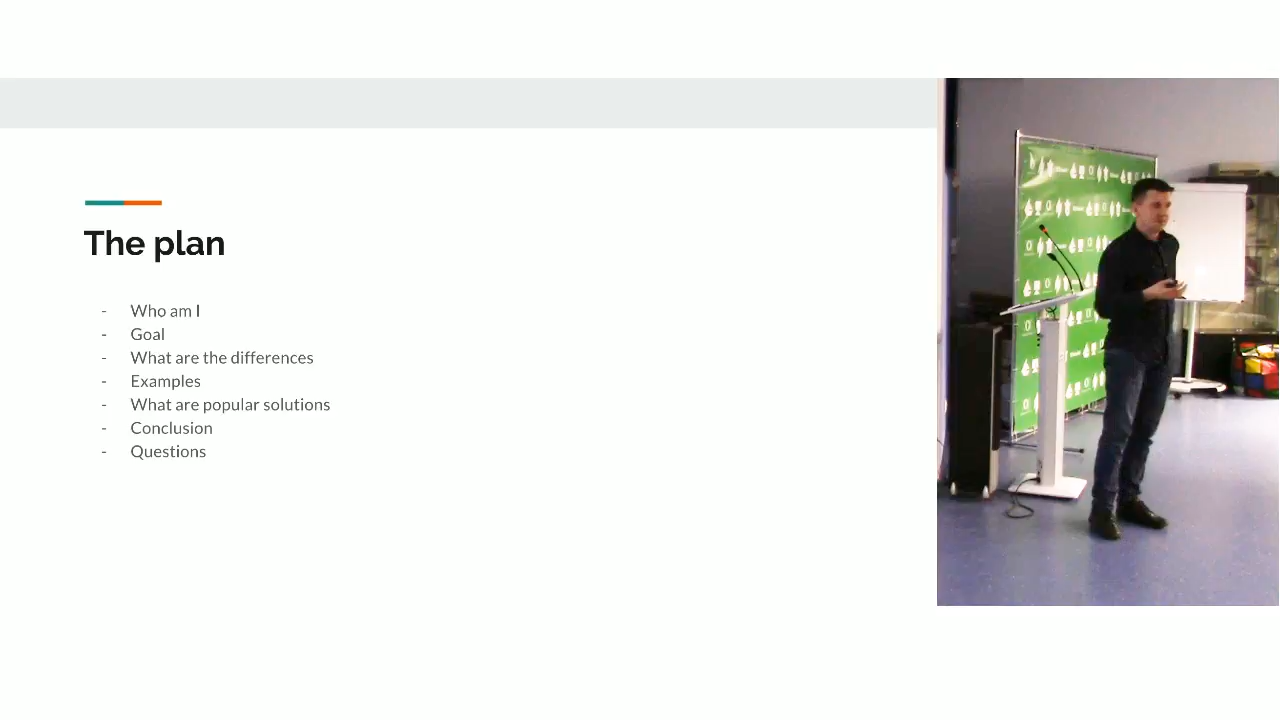 The plan
- Who am I
- Goal
- What are the differences
- Examples
- What are popular solutions
- Conclusion
- Questions